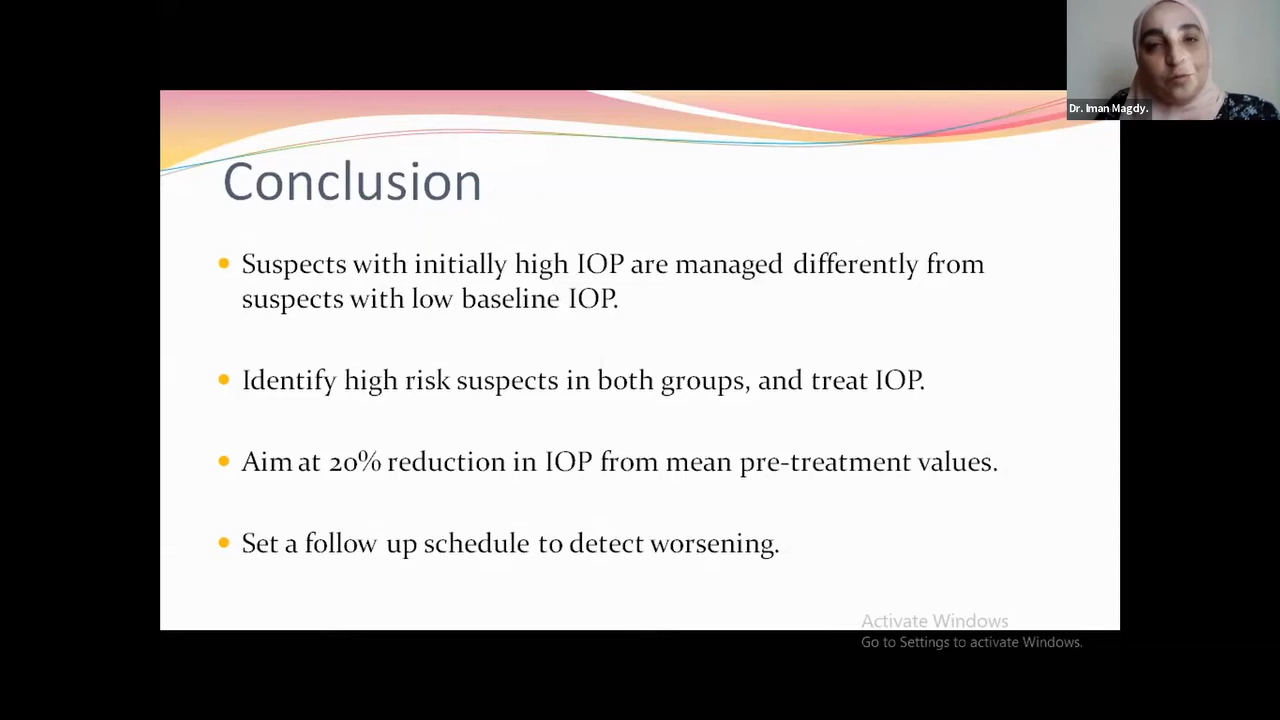 Dr. Iman Magdy.
Conclusion
Suspects with initially high IOP are managed differently from
suspects with low baseline IOP.
Identify high risk suspects in both groups, and treat IOP.
Aim at 20% reduction in IOP from mean pre-treatment values.
Set a follow up schedule to detect worsening.
Activate Windows
Go to Settings to activate Windows.